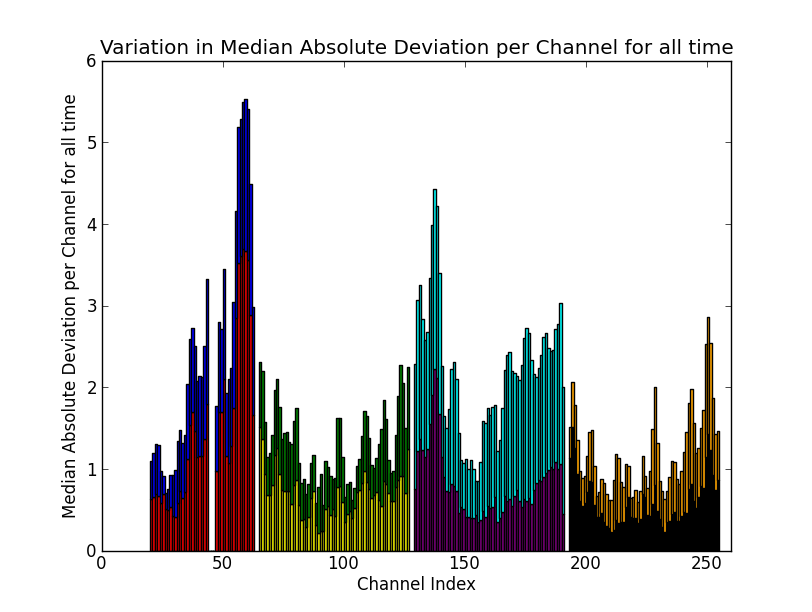 Variation in Median Absolute Deviation per Channel for all time
Median Absolute Deviation per Channel for all time
6
5
4
3
2
1
0
0 50 100 150 200 250
Channel Index